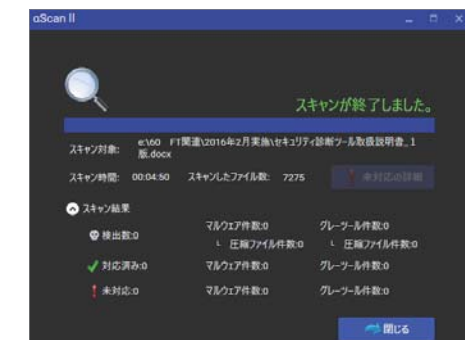 αScan II
スキャンが終了しました。
スキャン対象: e:\60 FT関連\2016年2月実施\セキュリティ診断ツール取扱説明書_1版.docx
スキャン時間: 00:04:50 スキャンしたファイル数: 7275 未対応の詳細
スキャン結果
検出数:0 マルウェア件数:0 グレーツール件数:0
└ 圧縮ファイル件数:0 └ 圧縮ファイル件数:0
対応済み:0 マルウェア件数:0 グレーツール件数:0
未対応:0 マルウェア件数:0 グレーツール件数:0
閉じる